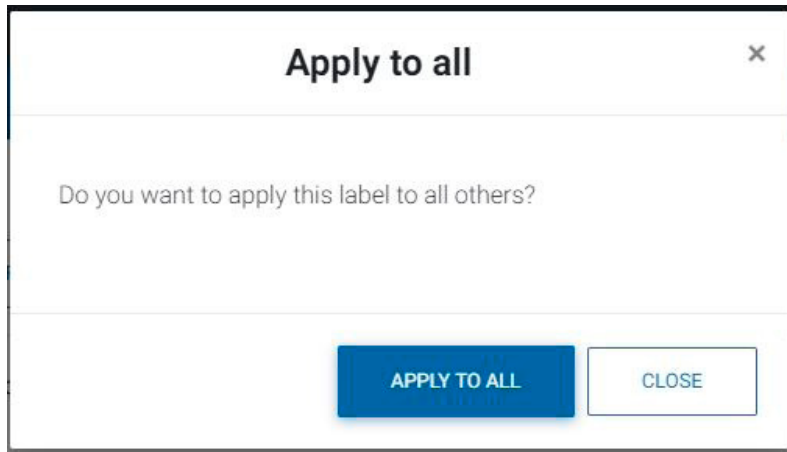 Apply to all
×
Do you want to apply this label to all others?
APPLY TO ALL
CLOSE